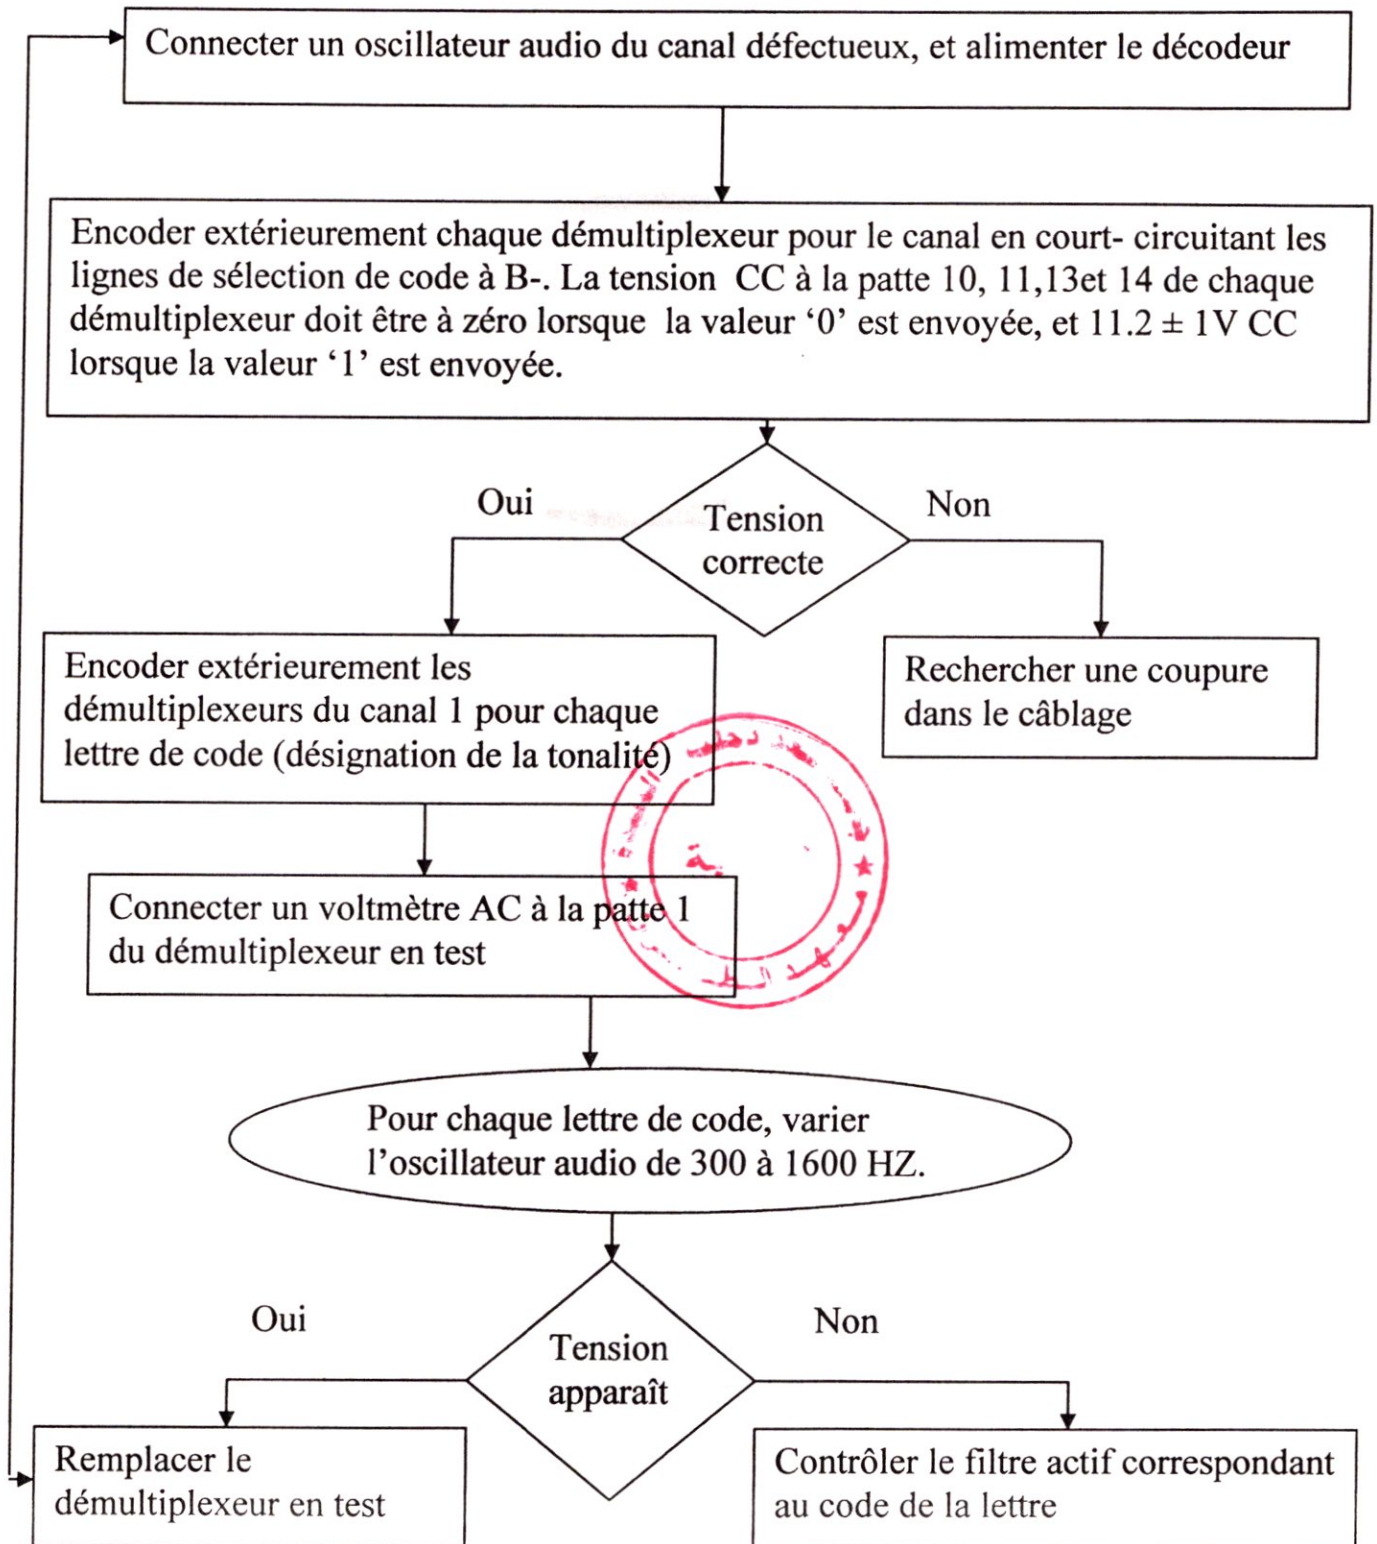 Connecter un oscillateur audio du canal défectueux, et alimenter le décodeur
Encoder extérieurement chaque démultiplexeur pour le canal en court- circuitant les
lignes de sélection de code à B-. La tension CC à la patte 10, 11,13et 14 de chaque
démultiplexeur doit être à zéro lorsque la valeur ‘0’ est envoyée, et 11.2 ± 1V CC
lorsque la valeur ‘1’ est envoyée.
Oui
Tension
correcte
Non
Encoder extérieurement les
démultiplexeurs du canal 1 pour chaque
lettre de code (désignation de la tonalité)
Rechercher une coupure
dans le câblage
Connecter un voltmètre AC à la patte 1
du démultiplexeur en test
Pour chaque lettre de code, varier
l’oscillateur audio de 300 à 1600 HZ.
Oui
Tension
apparaît
Non
Remplacer le
démultiplexeur en test
Contrôler le filtre actif correspondant
au code de la lettre